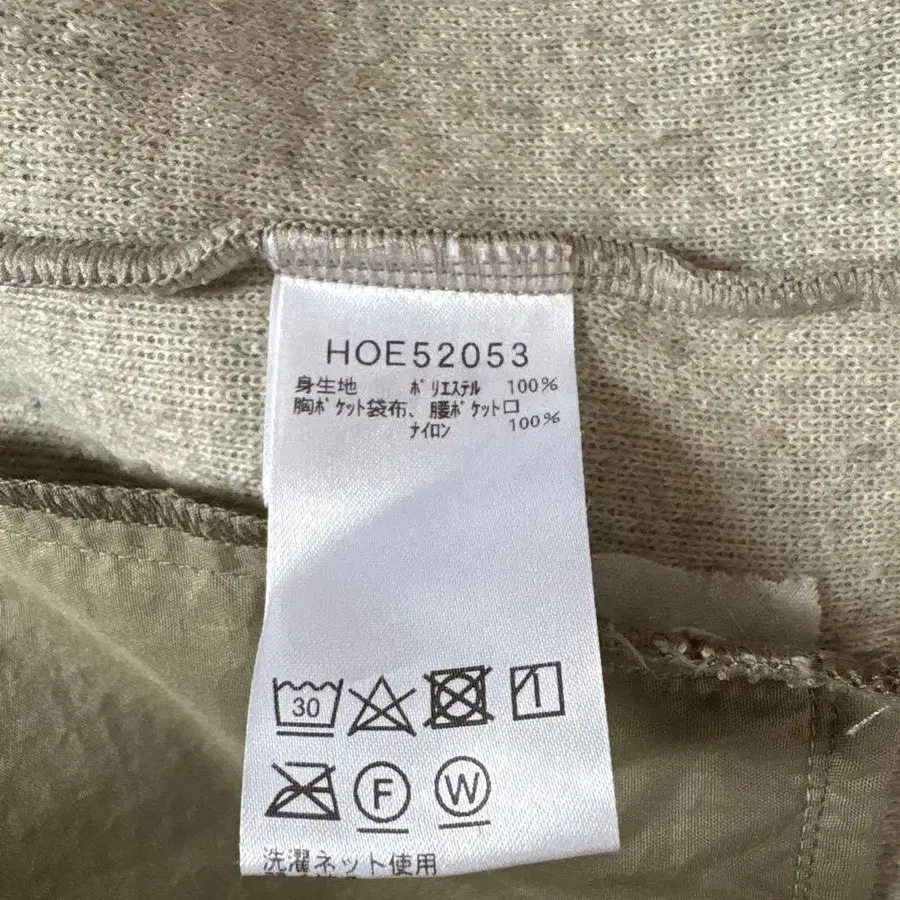 HOE52053
身生地 ポリエステル 100%
胸ポケット袋布、腰ポケット口
ナイロン 100%
30
F W
洗濯ネット使用